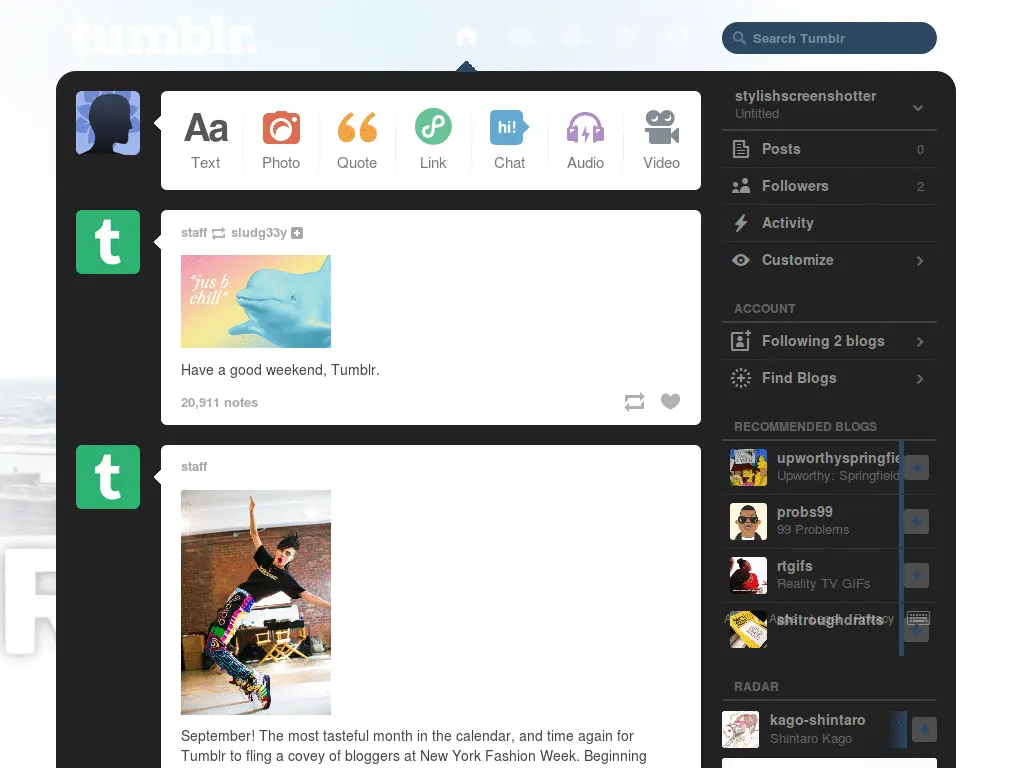 tumblr.
Search Tumblr
Aa
hi!
Text
Photo
Quote
Link
Chat
Audio
Video
staff sludg33y
"jus b
chill"
Have a good weekend, Tumblr.
20,911 notes
staff
September! The most tasteful month in the calendar, and time again for
Tumblr to fling a covey of bloggers at New York Fashion Week. Beginning
stylishscreenshotter
Untitled
Posts 0
Followers 2
Activity
Customize
ACCOUNT
Following 2 blogs
Find Blogs
RECOMMENDED BLOGS
upworthyspringfie
Upworthy: Springfield
probs99
99 Problems
rtgifs
Reality TV GIFs
shitroughdrafts
Legal Privacy
RADAR
kago-shintaro
Shintaro Kago
t
t
R